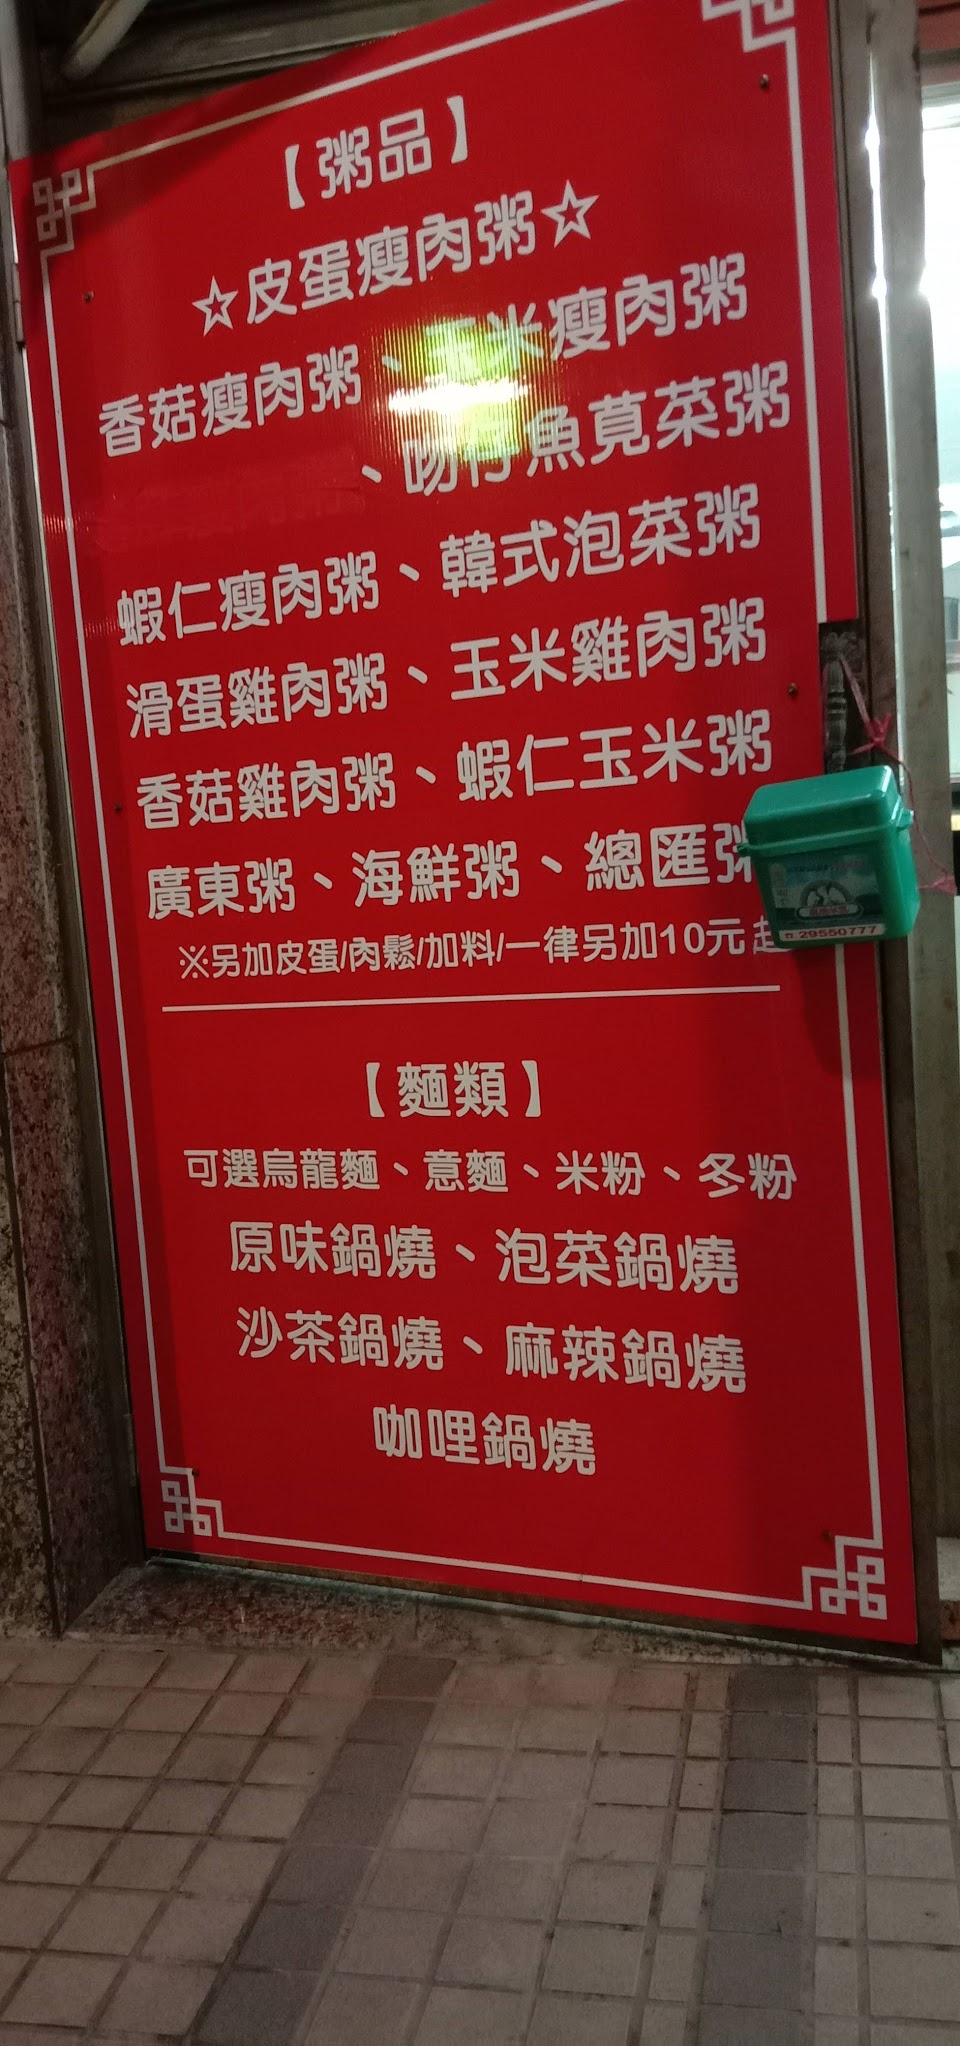 【粥品】
☆皮蛋瘦肉粥☆
香菇瘦肉粥、玉米瘦肉粥
、吻仔魚莧菜粥
蝦仁瘦肉粥、韓式泡菜粥
滑蛋雞肉粥、玉米雞肉粥
香菇雞肉粥、蝦仁玉米粥
廣東粥、海鮮粥、總匯粥
※另加皮蛋/肉鬆/加料/一律另加10元起
29550777
【麵類】
可選烏龍麵、意麵、米粉、冬粉
原味鍋燒、泡菜鍋燒
沙茶鍋燒、麻辣鍋燒
咖哩鍋燒